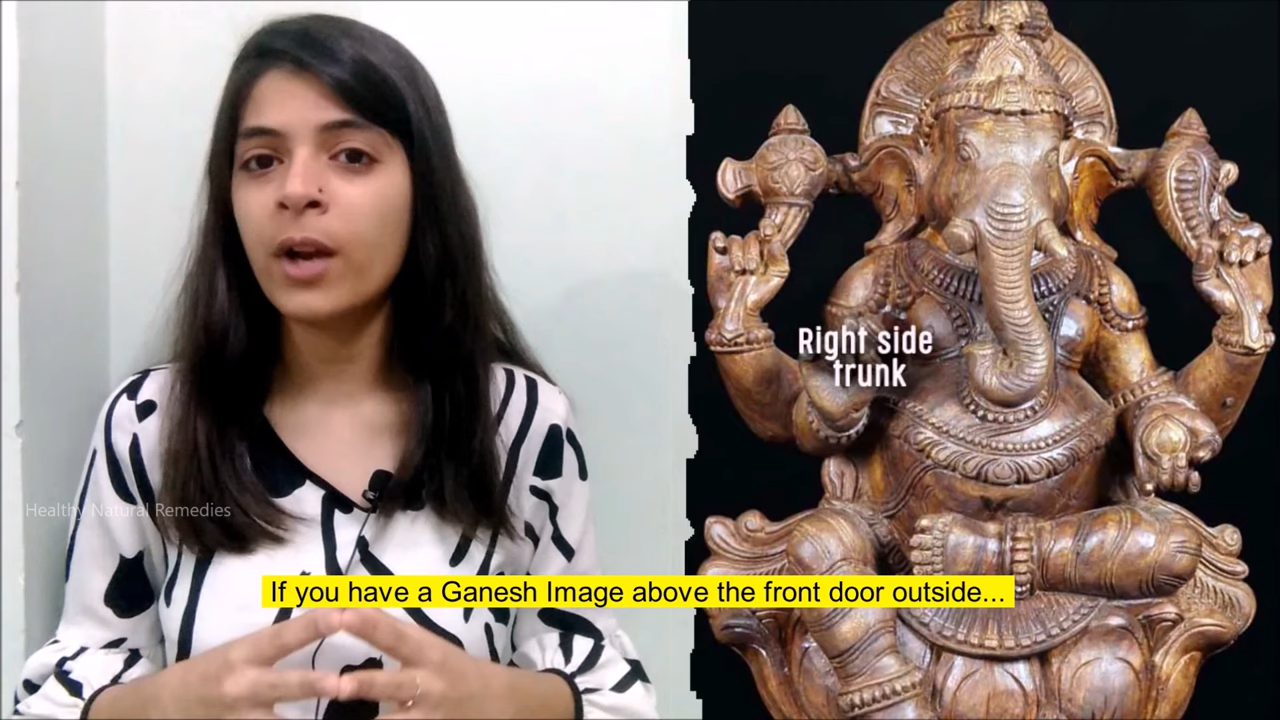 Right side
trunk
Healthy Natural Remedies
If you have a Ganesh Image above the front door outside...